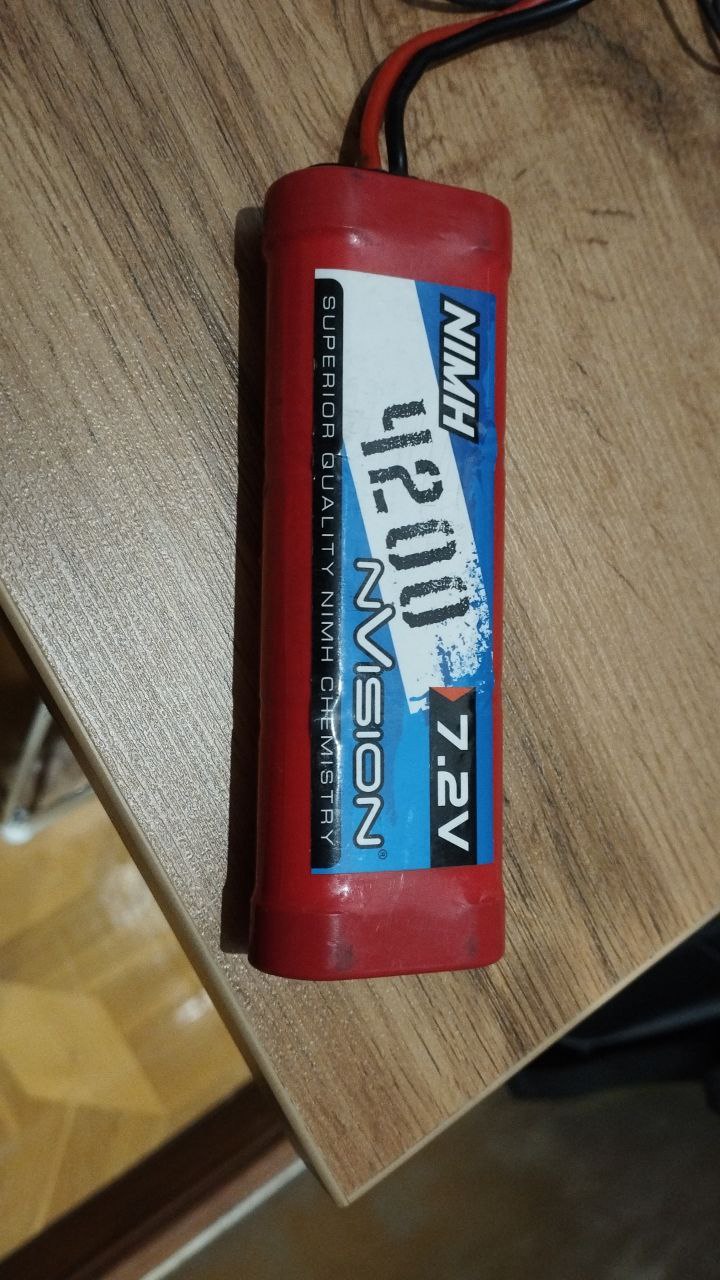 NIMH
4200
7.2V
NVISION®
SUPERIOR QUALITY NIMH CHEMISTRY